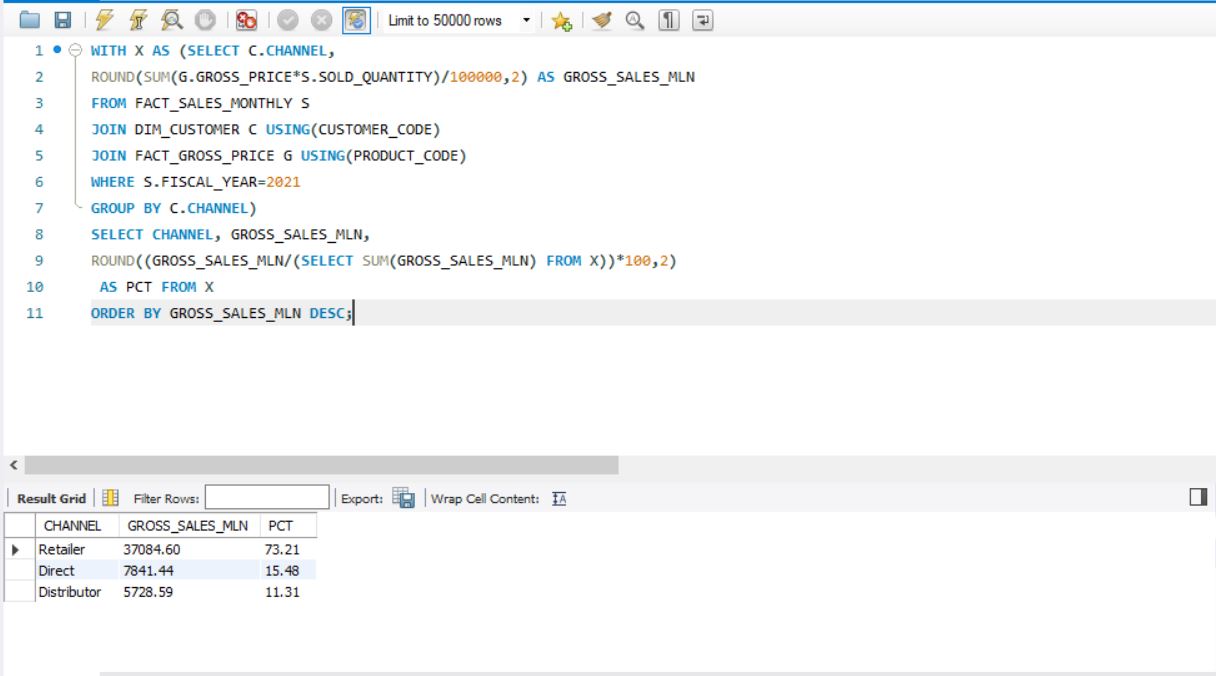 Limit to 50000 rows
1 WITH X AS (SELECT C.CHANNEL,
2 ROUND(SUM(G.GROSS_PRICE*S.SOLD_QUANTITY)/100000,2) AS GROSS_SALES_MLN
3 FROM FACT_SALES_MONTHLY S
4 JOIN DIM_CUSTOMER C USING(CUSTOMER_CODE)
5 JOIN FACT_GROSS_PRICE G USING(PRODUCT_CODE)
6 WHERE S.FISCAL_YEAR=2021
7 GROUP BY C.CHANNEL)
8 SELECT CHANNEL, GROSS_SALES_MLN,
9 ROUND((GROSS_SALES_MLN/(SELECT SUM(GROSS_SALES_MLN) FROM X))*100,2)
10 AS PCT FROM X
11 ORDER BY GROSS_SALES_MLN DESC;
Result Grid Filter Rows: Export: Wrap Cell Content:
CHANNEL GROSS_SALES_MLN PCT
Retailer 37084.60 73.21
Direct 7841.44 15.48
Distributor 5728.59 11.31